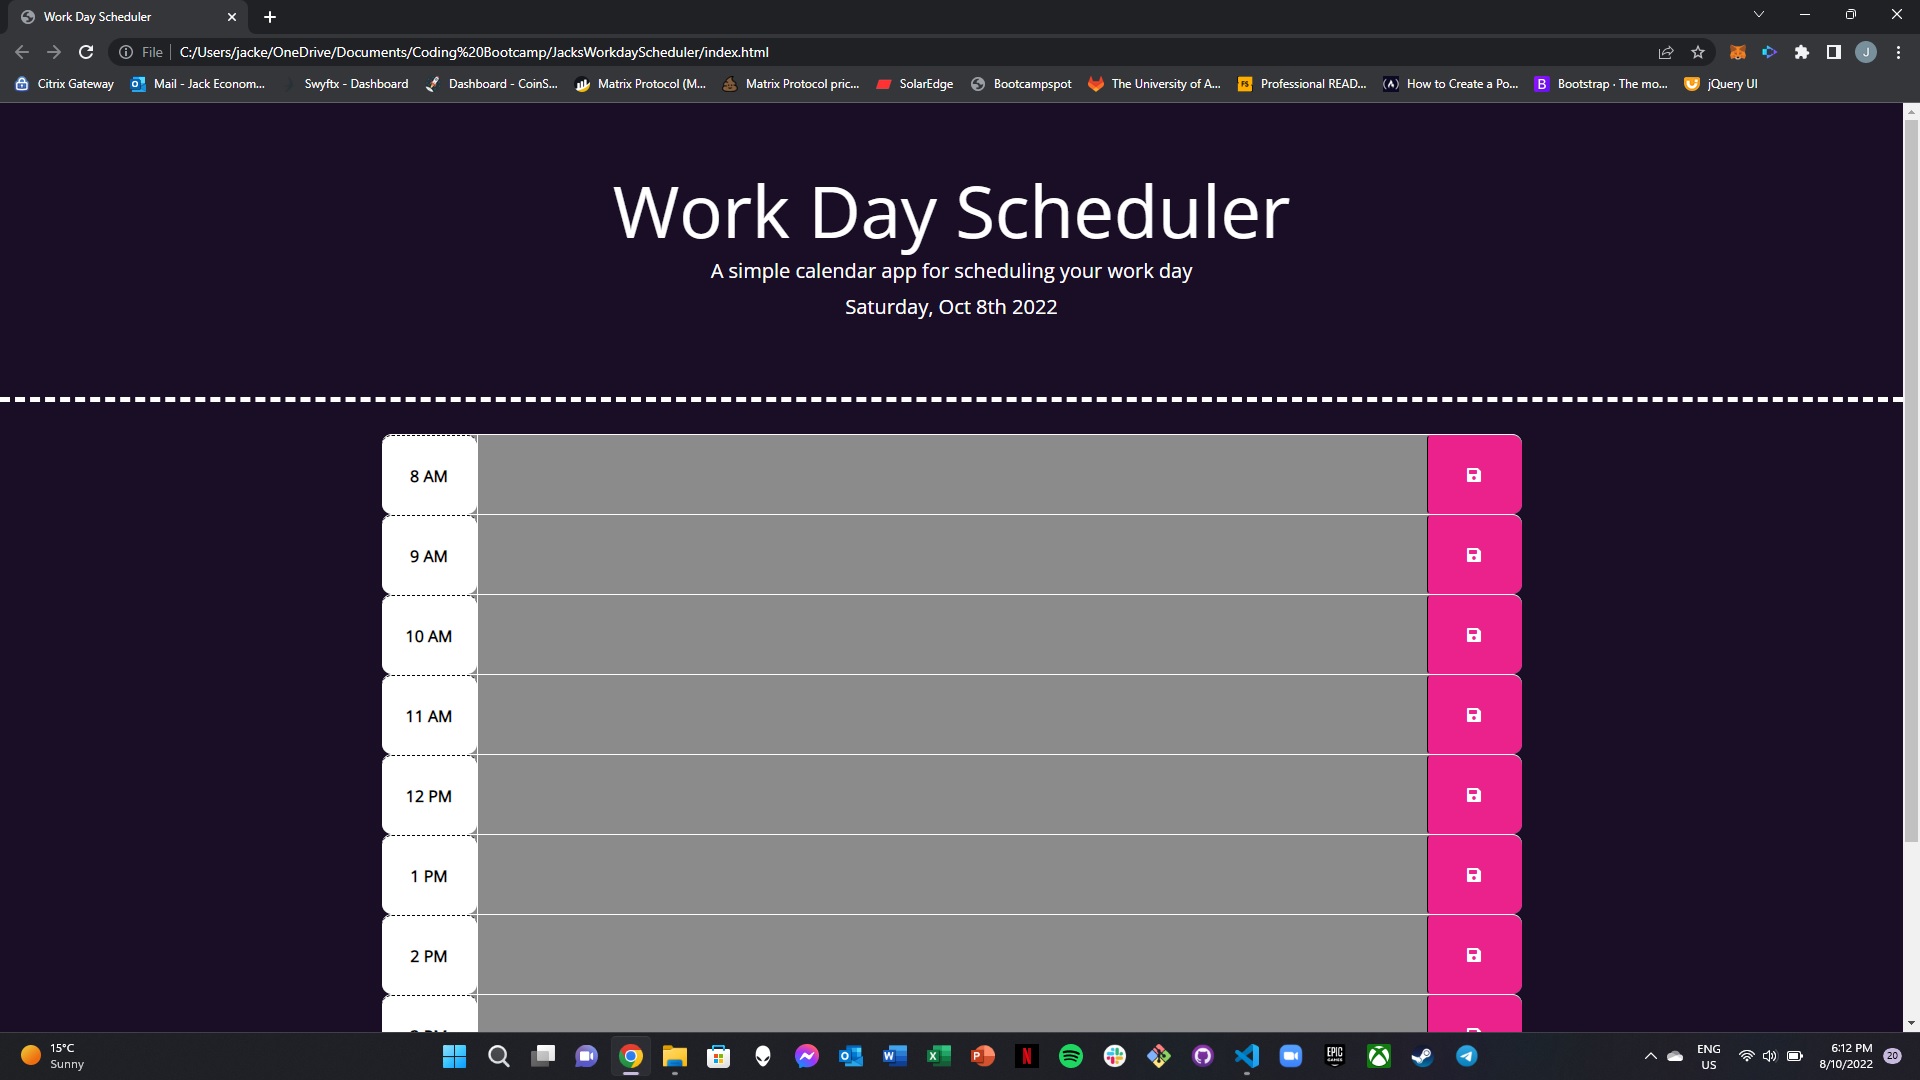 Work Day Scheduler
File
C:/Users/jacke/OneDrive/Documents/Coding%20Bootcamp/JacksWorkdayScheduler/index.html
J
Citrix Gateway
Mail - Jack Econom...
Swyftx - Dashboard
Dashboard - CoinS...
Matrix Protocol (M...
Matrix Protocol pric...
SolarEdge
Bootcampspot
The University of A...
FS Professional READ...
How to Create a Po...
B Bootstrap · The mo...
jQuery UI
Work Day Scheduler
A simple calendar app for scheduling your work day
Saturday, Oct 8th 2022
8 AM
9 AM
10 AM
11 AM
12 PM
1 PM
2 PM
15°C
Sunny
EPIC
GAMES
ENG
US
6:12 PM
8/10/2022
20